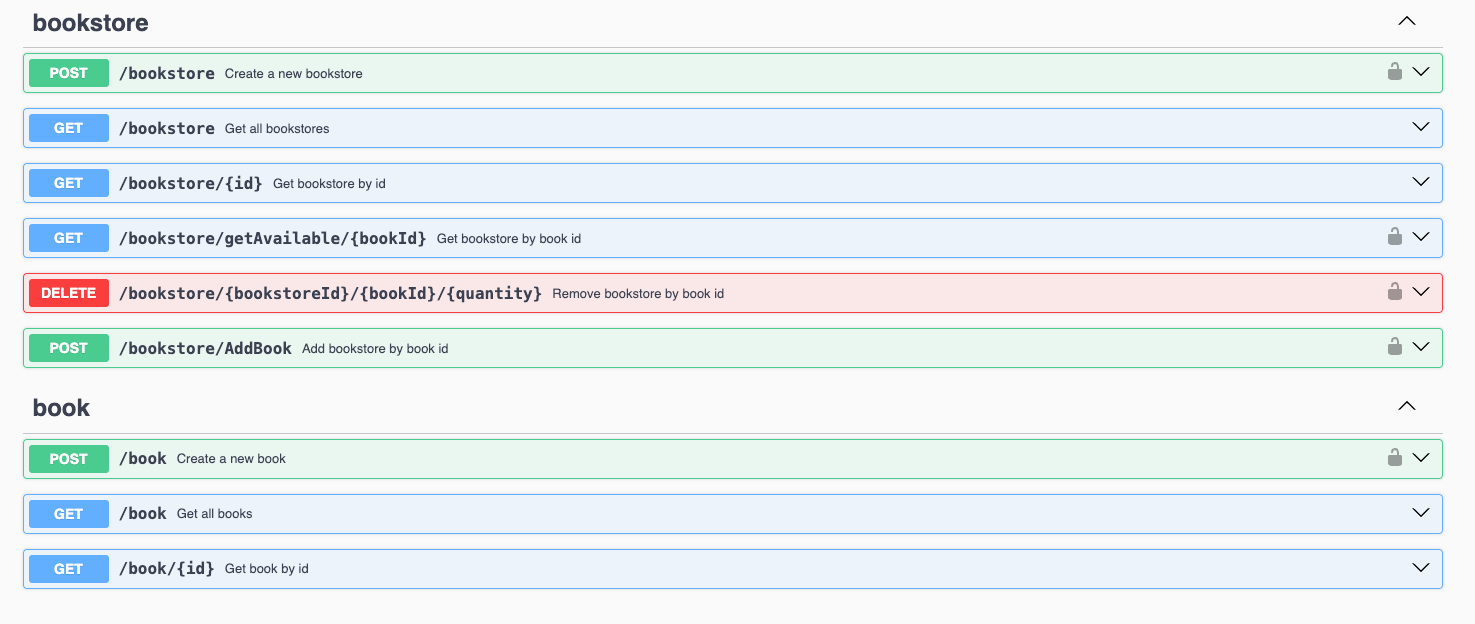 bookstore
POST /bookstore Create a new bookstore
GET /bookstore Get all bookstores
GET /bookstore/{id} Get bookstore by id
GET /bookstore/getAvailable/{bookId} Get bookstore by book id
DELETE /bookstore/{bookstoreId}/{bookId}/{quantity} Remove bookstore by book id
POST /bookstore/AddBook Add bookstore by book id
book
POST /book Create a new book
GET /book Get all books
GET /book/{id} Get book by id